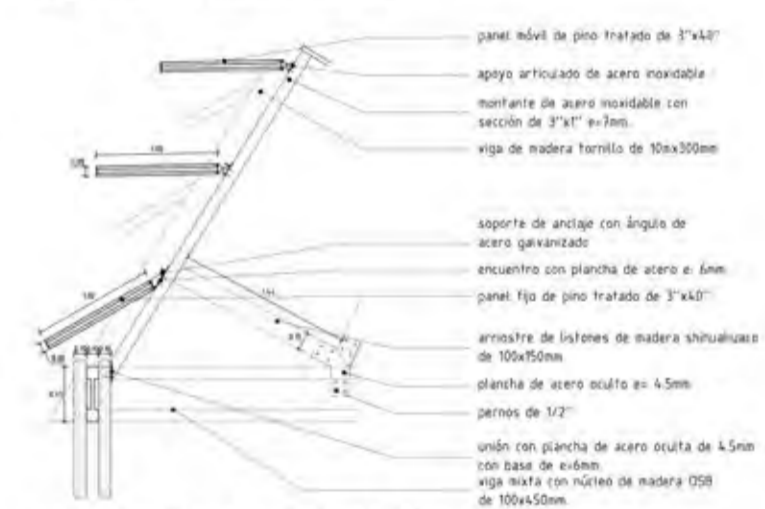 panel móvil de pino tratado de 3"x40"
apoyo articulado de acero inoxidable
montante de acero inoxidable con
sección de 3"x1" e=7mm.
viga de madera tornillo de 10mx300mm
soporte de anclaje con ángulo de
acero galvanizado
encuentro con plancha de acero e: 6mm.
panel fijo de pino tratado de 3"x40"
arriostre de listones de madera shihuahuaco
de 100x150mm
plancha de acero oculto e= 4.5mm
pernos de 1/2"
unión con plancha de acero oculta de 4.5mm
con base de e=6mm.
viga mixta con núcleo de madera OSB
de 100x450mm.